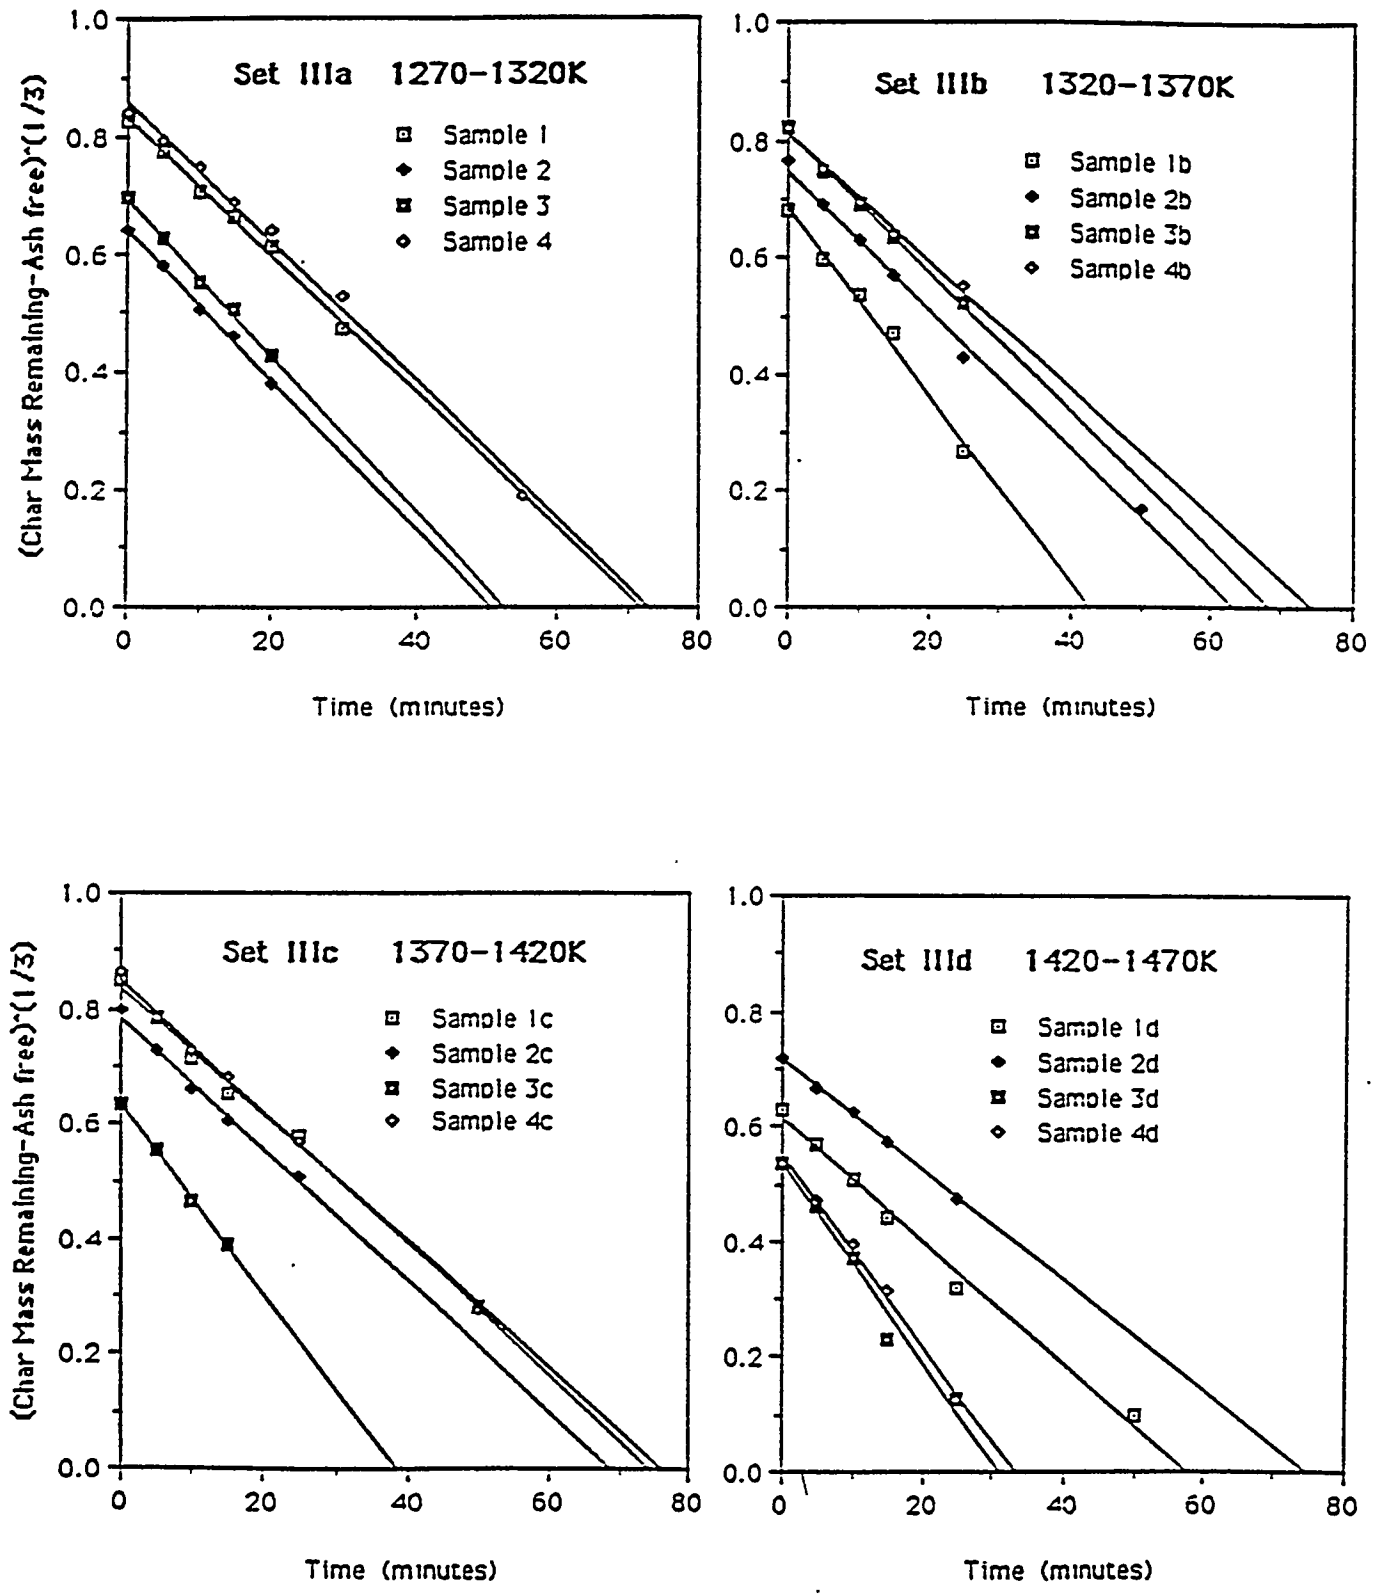 Set IIIa 1270-1320K
Sample 1
Sample 2
Sample 3
Sample 4
(Char Mass Remaining-Ash free)^(1/3)
1.0
0.8
0.6
0.4
0.2
0.0
0 20 40 60 80
Time (minutes)
Set IIIb 1320-1370K
Sample 1b
Sample 2b
Sample 3b
Sample 4b
1.0
0.8
0.6
0.4
0.2
0.0
0 20 40 60 80
Time (minutes)
Set IIIc 1370-1420K
Sample 1c
Sample 2c
Sample 3c
Sample 4c
(Char Mass Remaining-Ash free)^(1/3)
1.0
0.8
0.6
0.4
0.2
0.0
0 20 40 60 80
Time (minutes)
Set IIId 1420-1470K
Sample 1d
Sample 2d
Sample 3d
Sample 4d
1.0
0.8
0.6
0.4
0.2
0.0
0 20 40 60 80
Time (minutes)